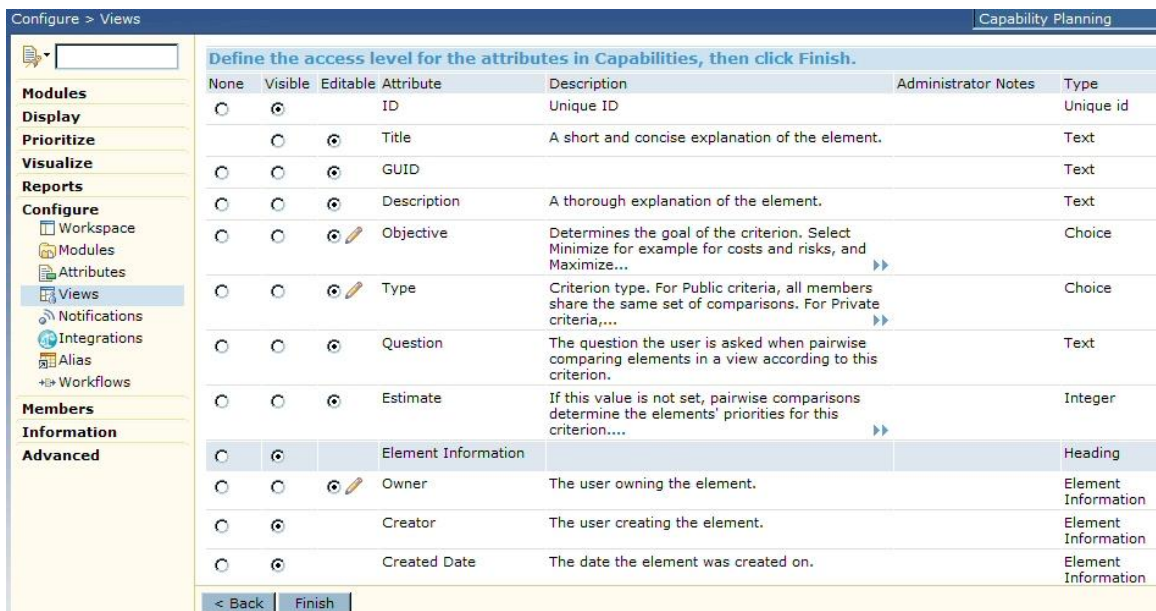 Configure > Views
Capability Planning
Modules
Display
Prioritize
Visualize
Reports
Configure
Workspace
Modules
Attributes
Views
Notifications
Integrations
Alias
Workflows
Members
Information
Advanced
Define the access level for the attributes in Capabilities, then click Finish.
None Visible Editable Attribute Description Administrator Notes Type
ID Unique ID Unique id
Title A short and concise explanation of the element. Text
GUID Text
Description A thorough explanation of the element. Text
Objective Determines the goal of the criterion. Select Choice
Minimize for example for costs and risks, and
Maximize...
Type Criterion type. For Public criteria, all members Choice
share the same set of comparisons. For Private
criteria,...
Question The question the user is asked when pairwise Text
comparing elements in a view according to this
criterion.
Estimate If this value is not set, pairwise comparisons Integer
determine the elements' priorities for this
criterion....
Element Information Heading
Owner The user owning the element. Element
Information
Creator The user creating the element. Element
Information
Created Date The date the element was created on. Element
Information
< Back Finish